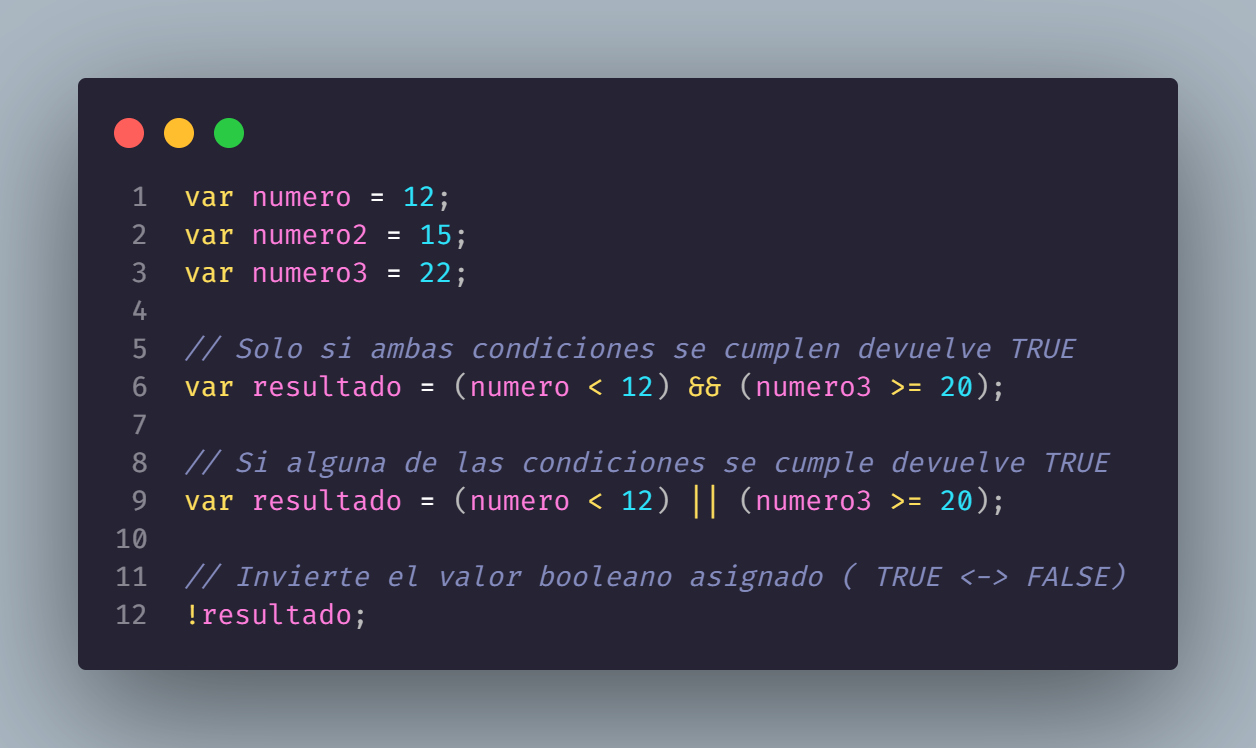 1 var numero = 12;
2 var numero2 = 15;
3 var numero3 = 22;
4
5 // Solo si ambas condiciones se cumplen devuelve TRUE
6 var resultado = (numero < 12) && (numero3 >= 20);
7
8 // Si alguna de las condiciones se cumple devuelve TRUE
9 var resultado = (numero < 12) || (numero3 >= 20);
10
11 // Invierte el valor booleano asignado ( TRUE <-> FALSE)
12 !resultado;